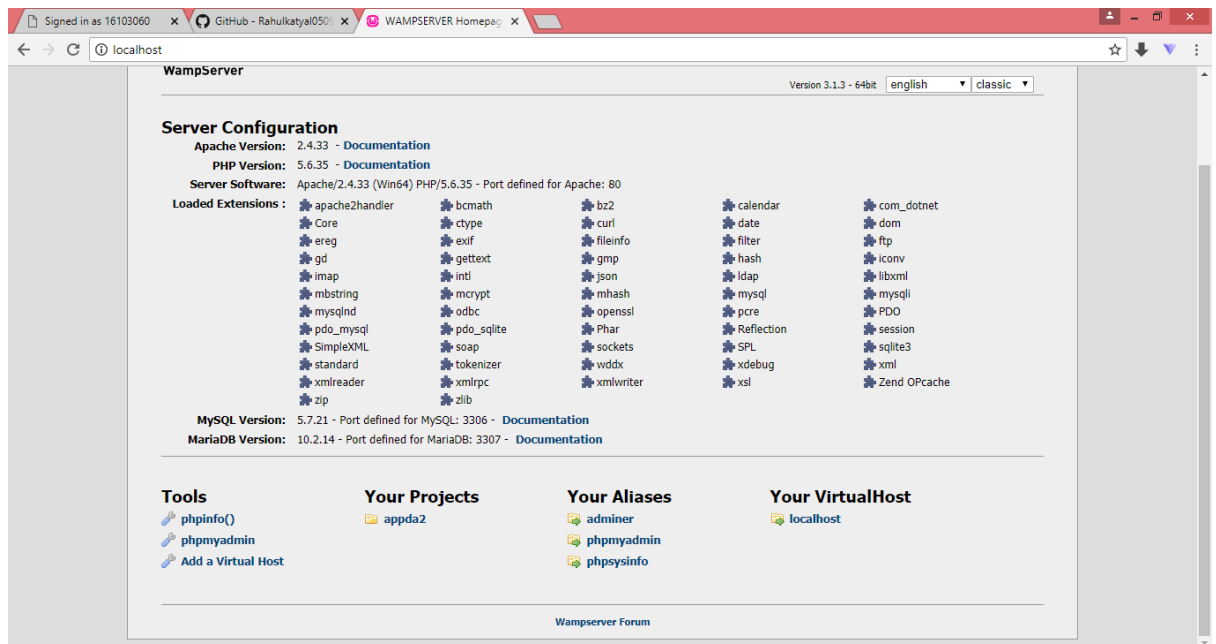 Signed in as 16103060
GitHub - Rahulkatyal0505
WAMPSERVER Homepag
localhost
WampServer
Version 3.1.3 - 64bit english classic
Server Configuration
Apache Version: 2.4.33 - Documentation
PHP Version: 5.6.35 - Documentation
Server Software: Apache/2.4.33 (Win64) PHP/5.6.35 - Port defined for Apache: 80
Loaded Extensions : apache2handler bcmath bz2 calendar com_dotnet
Core ctype curl date dom
ereg exif fileinfo filter ftp
gd gettext gmp hash iconv
imap intl json ldap libxml
mbstring mcrypt mhash mysql mysqli
mysqlnd odbc openssl pcre PDO
pdo_mysql pdo_sqlite Phar Reflection session
SimpleXML soap sockets SPL sqlite3
standard tokenizer wddx xdebug xml
xmlreader xmlrpc xmlwriter xsl Zend OPcache
zip zlib
MySQL Version: 5.7.21 - Port defined for MySQL: 3306 - Documentation
MariaDB Version: 10.2.14 - Port defined for MariaDB: 3307 - Documentation
Tools Your Projects Your Aliases Your VirtualHost
phpinfo() appda2 adminer localhost
phpmyadmin phpmyadmin
Add a Virtual Host phpsysinfo
Wampserver Forum